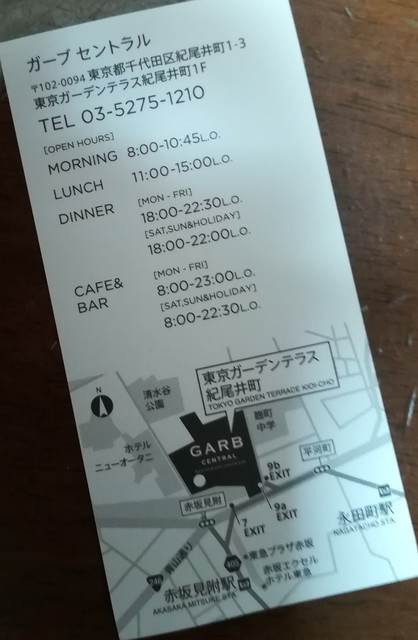 ガーブ セントラル
〒102-0094 東京都千代田区紀尾井町1-3
東京ガーデンテラス紀尾井町1F
TEL 03-5275-1210
[OPEN HOURS]
MORNING 8:00-10:45L.O.
LUNCH 11:00-15:00L.O.
DINNER [MON - FRI]
18:00-22:30L.O.
[SAT,SUN&HOLIDAY]
18:00-22:00L.O.
CAFE& BAR [MON - FRI]
8:00-23:00L.O.
[SAT,SUN&HOLIDAY]
8:00-22:30L.O.
東京ガーデンテラス
紀尾井町
TOKYO GARDEN TERRACE KIOI-CHO
N
清水谷
公園
麹町
中学
GARB
CENTRAL
ホテル
ニューオータニ
平河町
9b
EXIT
赤坂見附
9a
EXIT
7
EXIT
永田町駅
NAGATACHO STA.
青山通り
246
405
東急プラザ赤坂
赤坂エクセル
ホテル東急
赤坂見附駅
AKASAKA MITSUKE STA.